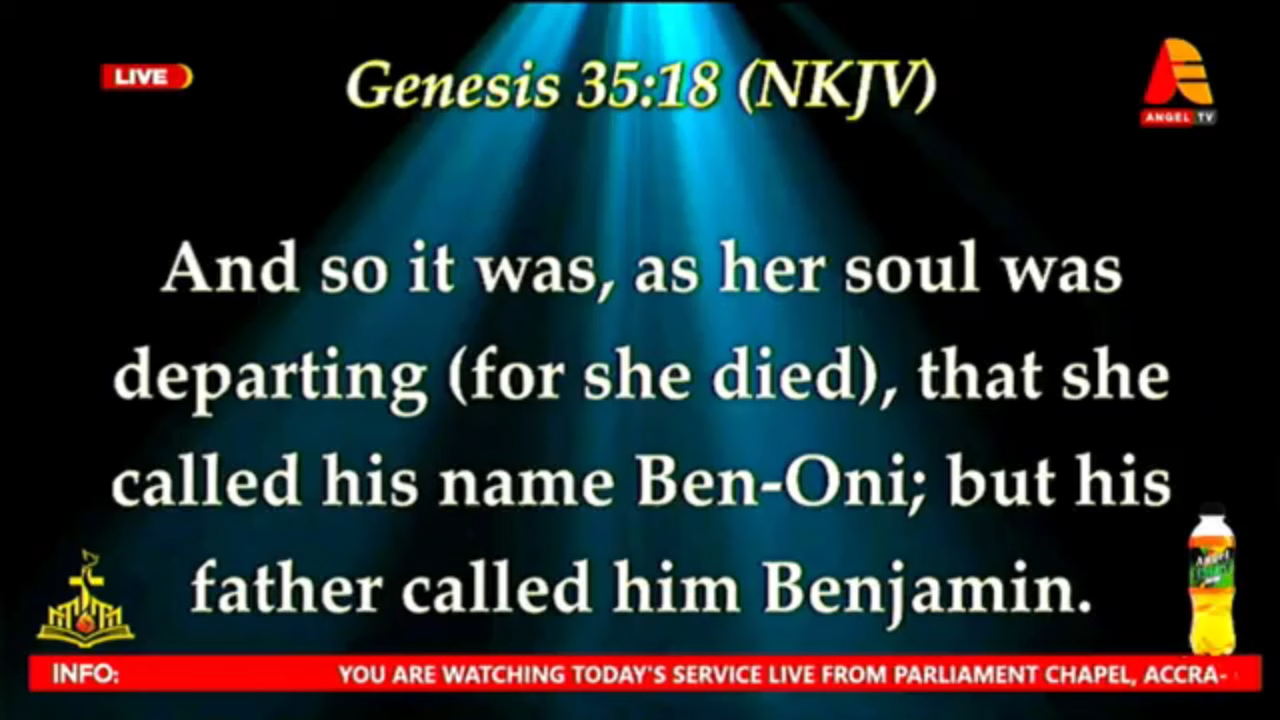 LIVE
Genesis 35:18 (NKJV)
ANGEL TV
And so it was, as her soul was
departing (for she died), that she
called his name Ben-Oni; but his
father called him Benjamin.
INFO:
YOU ARE WATCHING TODAY'S SERVICE LIVE FROM PARLIAMENT CHAPEL, ACCRA-